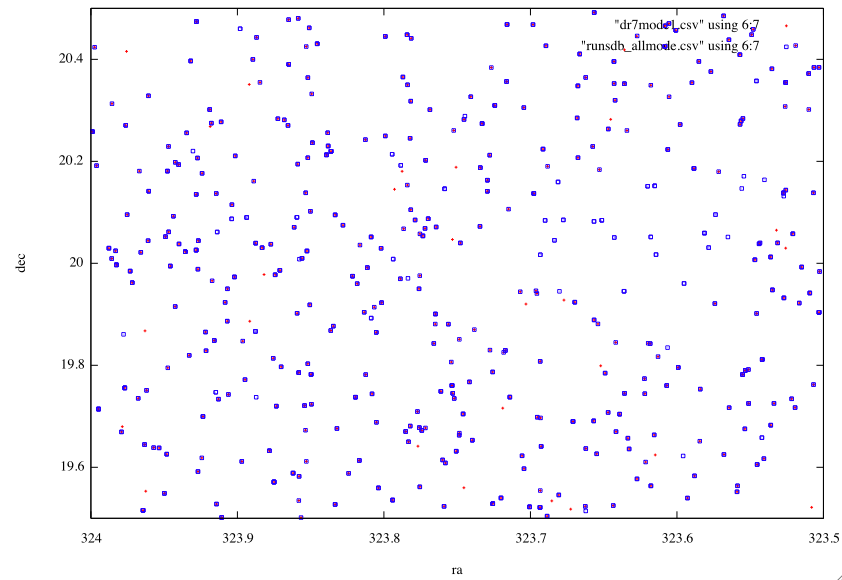 "dr7model.csv" using 6:7
"runsdb_allmode.csv" using 6:7
20.4
20.2
20
19.8
19.6
dec
324
323.9
323.8
323.7
323.6
323.5
ra